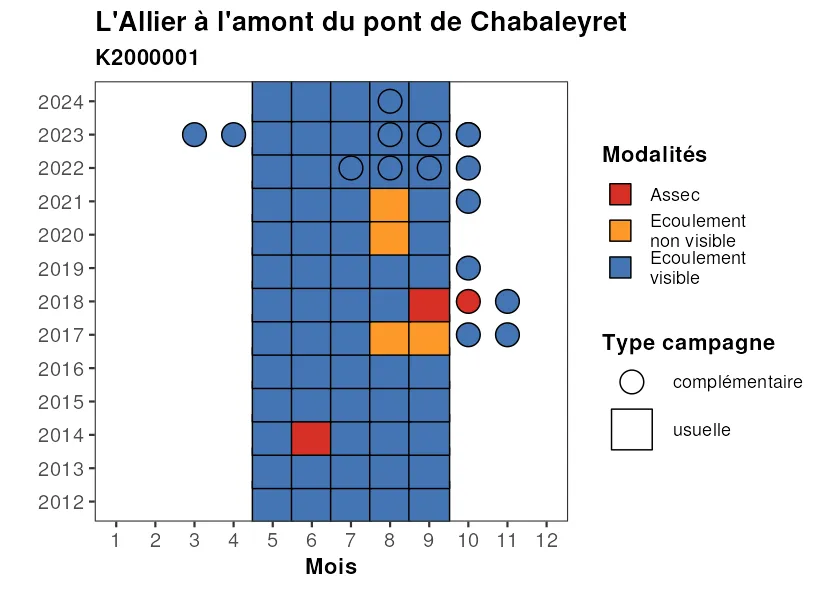 L'Allier à l'amont du pont de Chabaleyret
K2000001
2024
2023
2022
2021
2020
2019
2018
2017
2016
2015
2014
2013
2012
1 2 3 4 5 6 7 8 9 10 11 12
Mois
Modalités
Assec
Ecoulement
non visible
Ecoulement
visible
Type campagne
complémentaire
usuelle